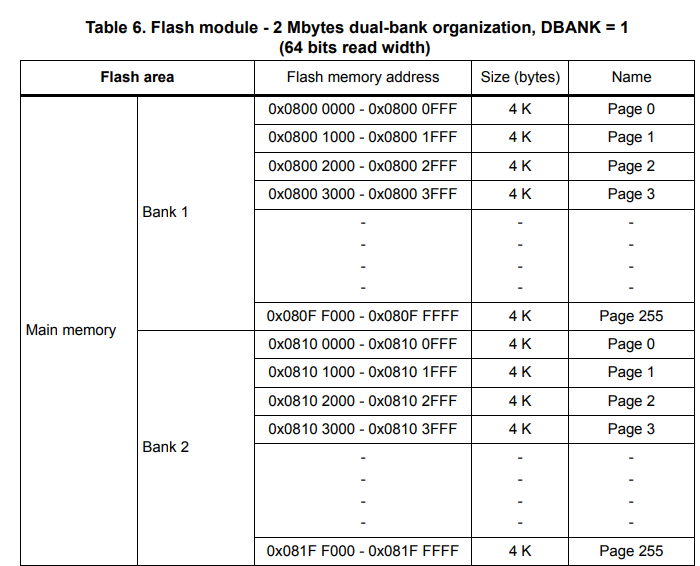 Table 6. Flash module - 2 Mbytes dual-bank organization, DBANK = 1
(64 bits read width)
Flash area Flash memory address Size (bytes) Name
Main memory
Bank 1
0x0800 0000 - 0x0800 0FFF 4 K Page 0
0x0800 1000 - 0x0800 1FFF 4 K Page 1
0x0800 2000 - 0x0800 2FFF 4 K Page 2
0x0800 3000 - 0x0800 3FFF 4 K Page 3
- - -
- - -
- - -
- - -
0x080F F000 - 0x080F FFFF 4 K Page 255
Bank 2
0x0810 0000 - 0x0810 0FFF 4 K Page 0
0x0810 1000 - 0x0810 1FFF 4 K Page 1
0x0810 2000 - 0x0810 2FFF 4 K Page 2
0x0810 3000 - 0x0810 3FFF 4 K Page 3
- - -
- - -
- - -
- - -
0x081F F000 - 0x081F FFFF 4 K Page 255